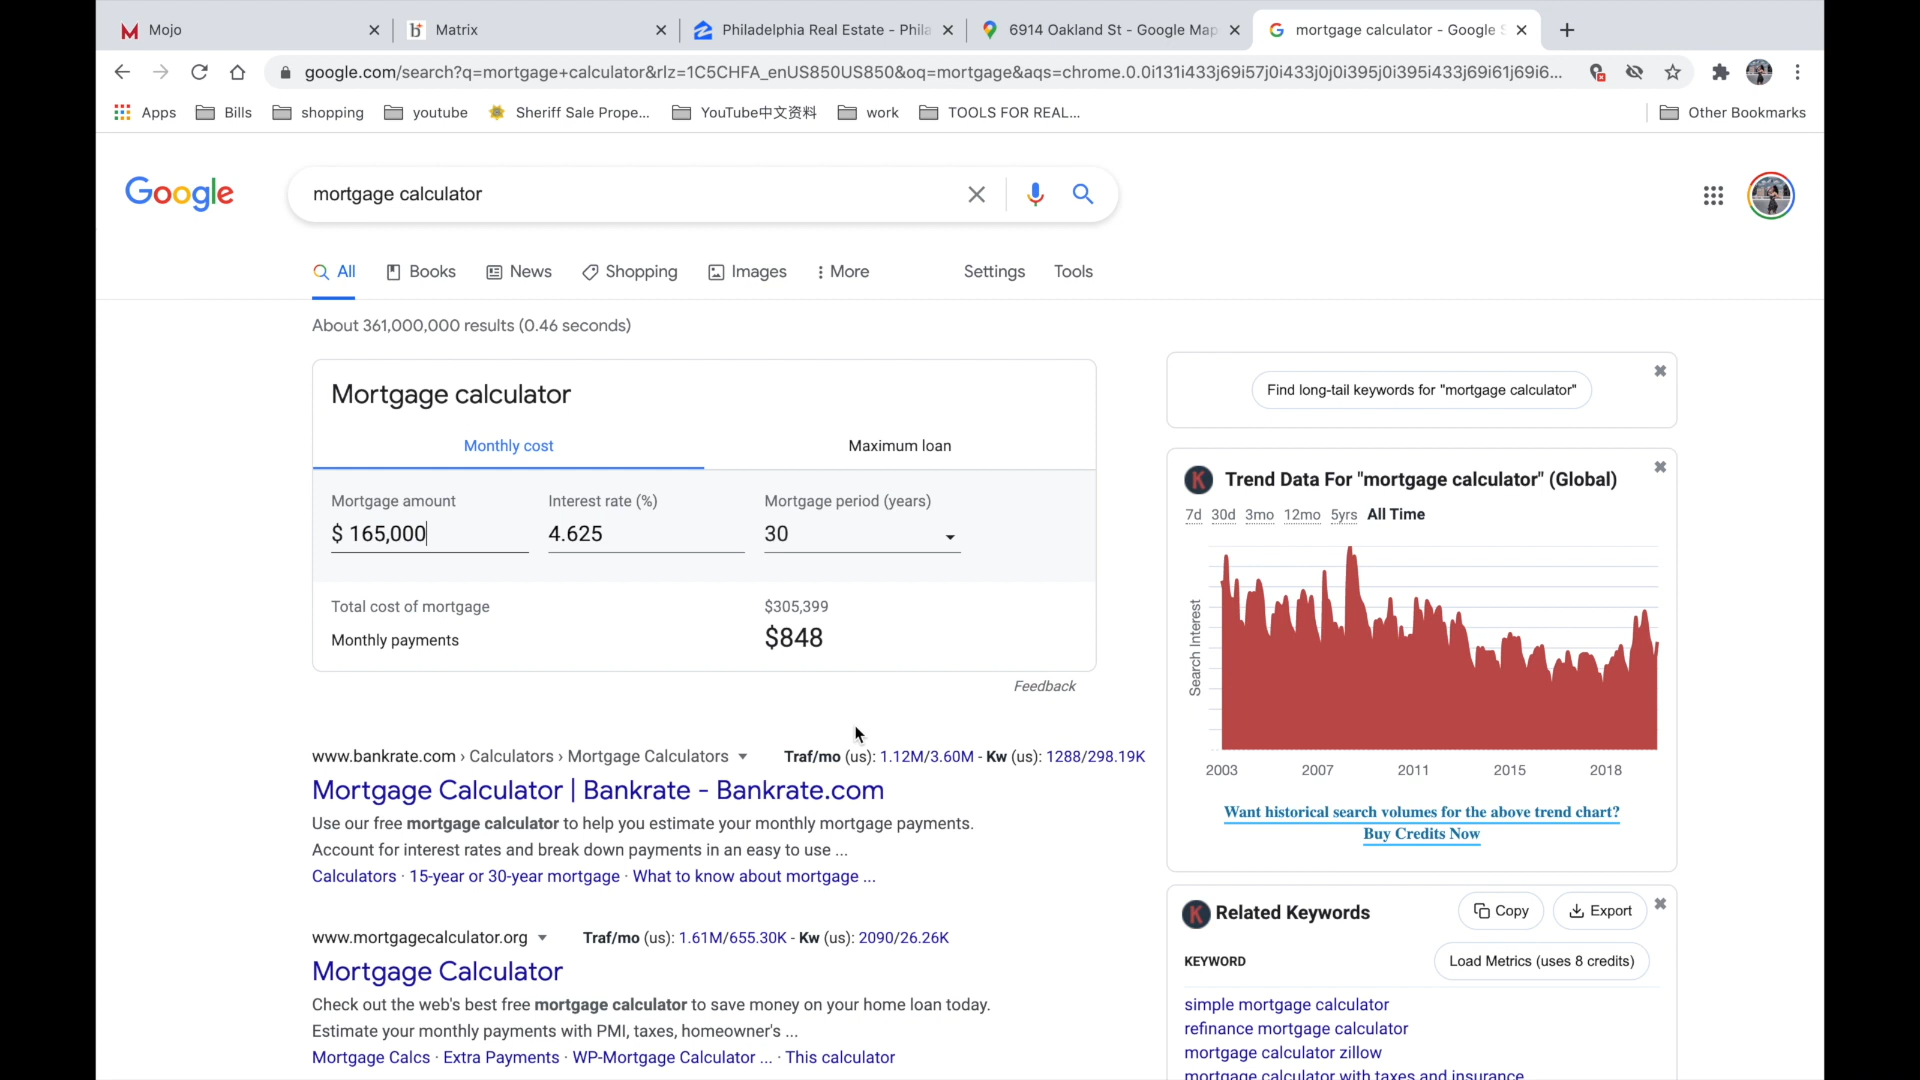 Mojo
Matrix
Philadelphia Real Estate - Phila
6914 Oakland St - Google Map
mortgage calculator - Google S
google.com/search?q=mortgage+calculator&rlz=1C5CHFA_enUS850US850&oq=mortgage&aqs=chrome.0.0i131i433j69i57j0i433j0j0i395j0i395i433j69i61j69i6...
Apps
Bills
shopping
youtube
Sheriff Sale Prope...
YouTube中文资料
work
TOOLS FOR REAL...
Other Bookmarks
Google
mortgage calculator
All
Books
News
Shopping
Images
More
Settings
Tools
About 361,000,000 results (0.46 seconds)
Mortgage calculator
Monthly cost
Maximum loan
Mortgage amount
Interest rate (%)
Mortgage period (years)
$ 165,000
4.625
30
Total cost of mortgage
$305,399
Monthly payments
$848
Feedback
www.bankrate.com › Calculators › Mortgage Calculators
Traf/mo (us): 1.12M/3.60M - Kw (us): 1288/298.19K
Mortgage Calculator | Bankrate - Bankrate.com
Use our free mortgage calculator to help you estimate your monthly mortgage payments.
Account for interest rates and break down payments in an easy to use ...
Calculators · 15-year or 30-year mortgage · What to know about mortgage ...
www.mortgagecalculator.org
Traf/mo (us): 1.61M/655.30K - Kw (us): 2090/26.26K
Mortgage Calculator
Check out the web's best free mortgage calculator to save money on your home loan today.
Estimate your monthly payments with PMI, taxes, homeowner's ...
Mortgage Calcs · Extra Payments · WP-Mortgage Calculator ... · This calculator
Find long-tail keywords for "mortgage calculator"
K
Trend Data For "mortgage calculator" (Global)
7d 30d 3mo 12mo 5yrs All Time
Search Interest
2003 2007 2011 2015 2018
Want historical search volumes for the above trend chart?
Buy Credits Now
K
Related Keywords
Copy
Export
KEYWORD
Load Metrics (uses 8 credits)
simple mortgage calculator
refinance mortgage calculator
mortgage calculator zillow
mortgage calculator with taxes and insurance